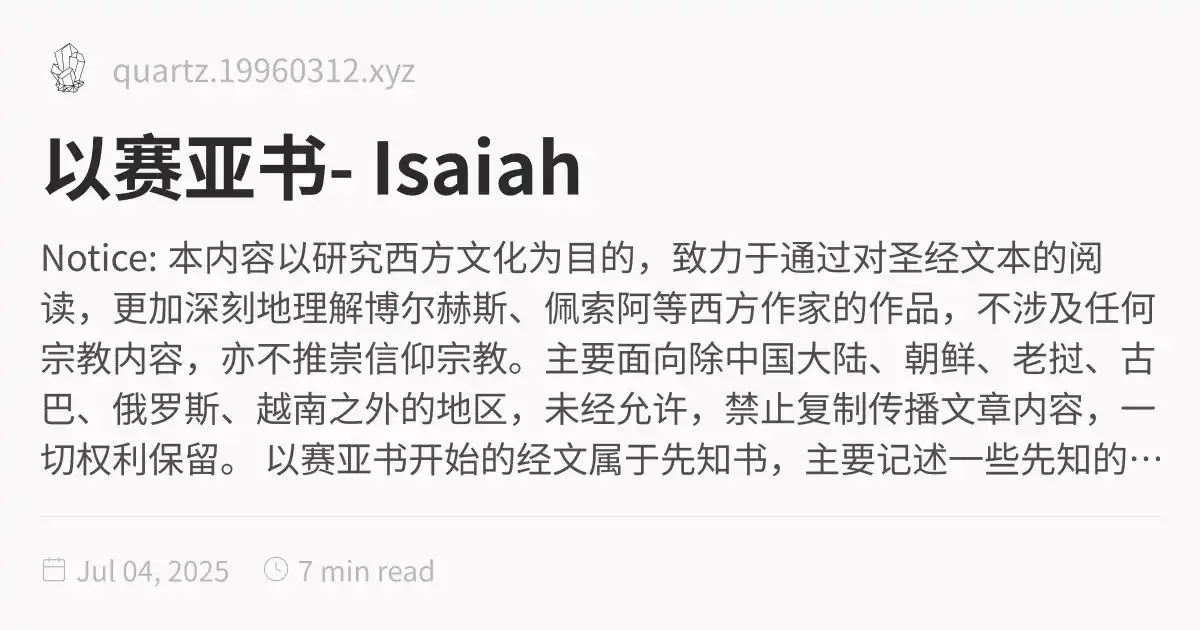 quartz.19960312.xyz
以赛亚书- Isaiah
Notice: 本内容以研究西方文化为目的，致力于通过对圣经文本的阅
读，更加深刻地理解博尔赫斯、佩索阿等西方作家的作品，不涉及任何
宗教内容，亦不推崇信仰宗教。主要面向除中国大陆、朝鲜、老挝、古
巴、俄罗斯、越南之外的地区，未经允许，禁止复制传播文章内容，一
切权利保留。 以赛亚书开始的经文属于先知书，主要记述一些先知的…
Jul 04, 2025 7 min read